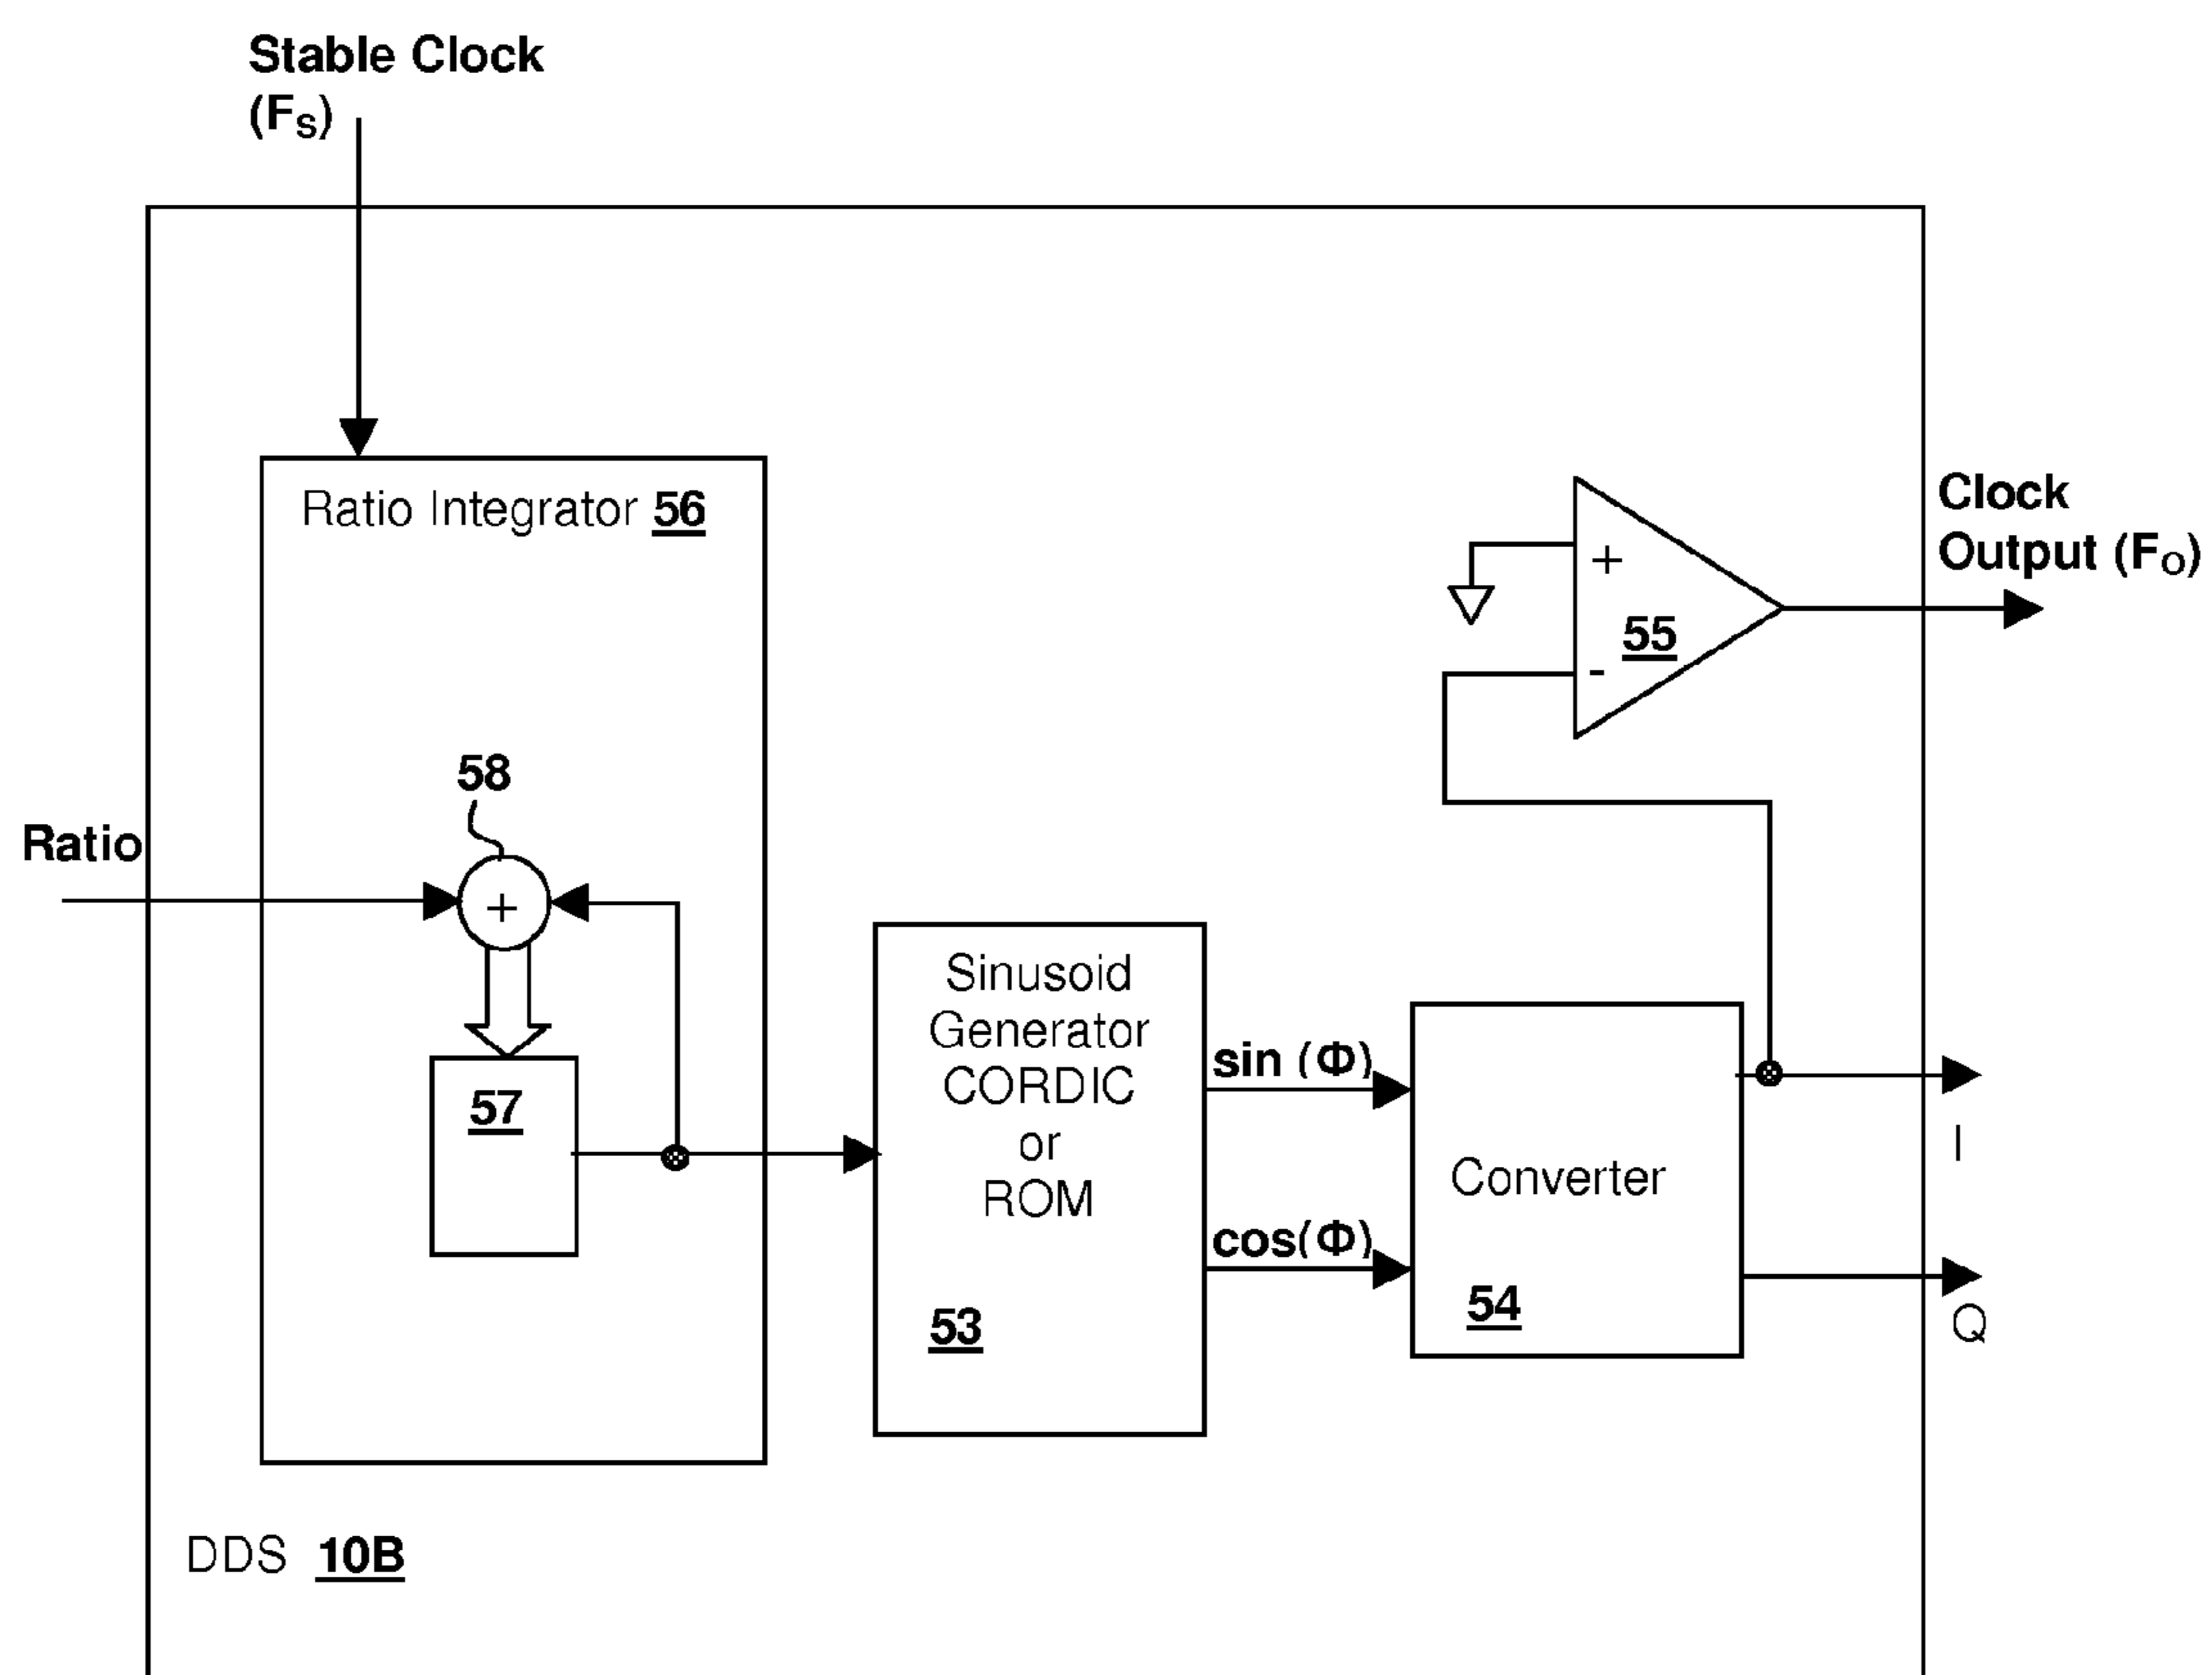 Stable Clock
(Fs)
Ratio Integrator 56
Clock
Output (Fo)
+
55
-
58
Ratio
+
57
Sinusoid
Generator
CORDIC
or
ROM
53
sin (Φ)
cos(Φ)
Converter
54
I
Q
DDS 10B